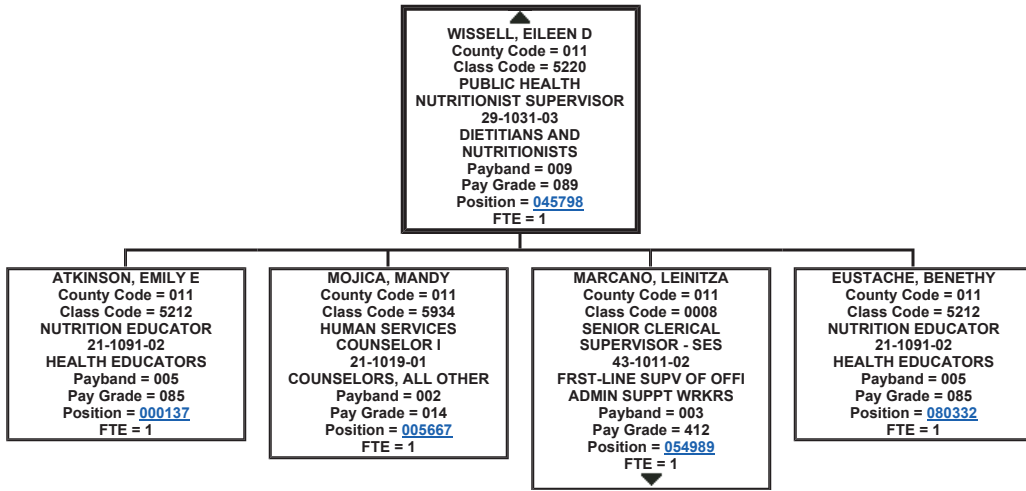 WISSELL, EILEEN D
County Code = 011
Class Code = 5220
PUBLIC HEALTH
NUTRITIONIST SUPERVISOR
29-1031-03
DIETITIANS AND
NUTRITIONISTS
Payband = 009
Pay Grade = 089
Position = 045798
FTE = 1
ATKINSON, EMILY E
County Code = 011
Class Code = 5212
NUTRITION EDUCATOR
21-1091-02
HEALTH EDUCATORS
Payband = 005
Pay Grade = 085
Position = 000137
FTE = 1
MOJICA, MANDY
County Code = 011
Class Code = 5934
HUMAN SERVICES
COUNSELOR I
21-1019-01
COUNSELORS, ALL OTHER
Payband = 002
Pay Grade = 014
Position = 005667
FTE = 1
MARCANO, LEINITZA
County Code = 011
Class Code = 0008
SENIOR CLERICAL
SUPERVISOR - SES
43-1011-02
FRST-LINE SUPV OF OFFI
ADMIN SUPPT WRKRS
Payband = 003
Pay Grade = 412
Position = 054989
FTE = 1
EUSTACHE, BENETHY
County Code = 011
Class Code = 5212
NUTRITION EDUCATOR
21-1091-02
HEALTH EDUCATORS
Payband = 005
Pay Grade = 085
Position = 080332
FTE = 1